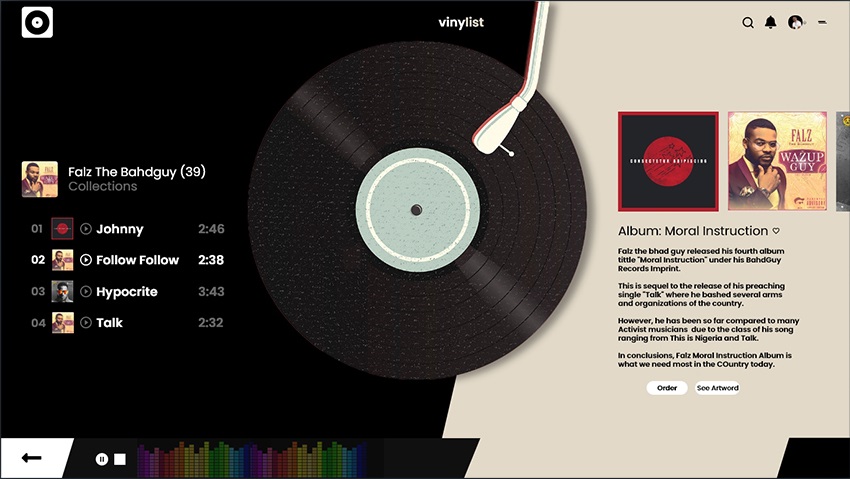 vinylist
Falz The Bahdguy (39)
Collections
01 Johnny 2:46
02 Follow Follow 2:38
03 Hypocrite 3:43
04 Talk 2:32
CONSECTETUR ADIPISCING
FALZ
WAZUP
GUY
Album: Moral Instruction
Falz the bhad guy released his fourth album
tittle "Moral Instruction" under his BahdGuy
Records Imprint.
This is sequel to the release of his preaching
single "Talk" where he bashed several arms
and organizations of the country.
However, he has been so far compared to many
Activist musicians due to the class of his song
ranging from This is Nigeria and Talk.
In conclusions, Falz Moral Instruction Album is
what we need most in the COuntry today.
Order
See Artword